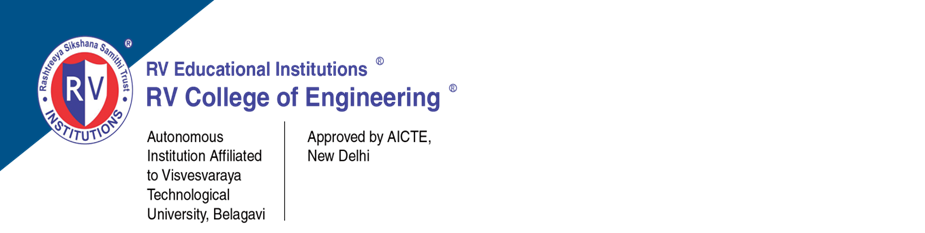 Rashtreeya Sikshana Samithi Trust
RV
INSTITUTIONS
®
RV Educational Institutions ®
RV College of Engineering ®
Autonomous
Institution Affiliated
to Visvesvaraya
Technological
University, Belagavi
Approved by AICTE,
New Delhi